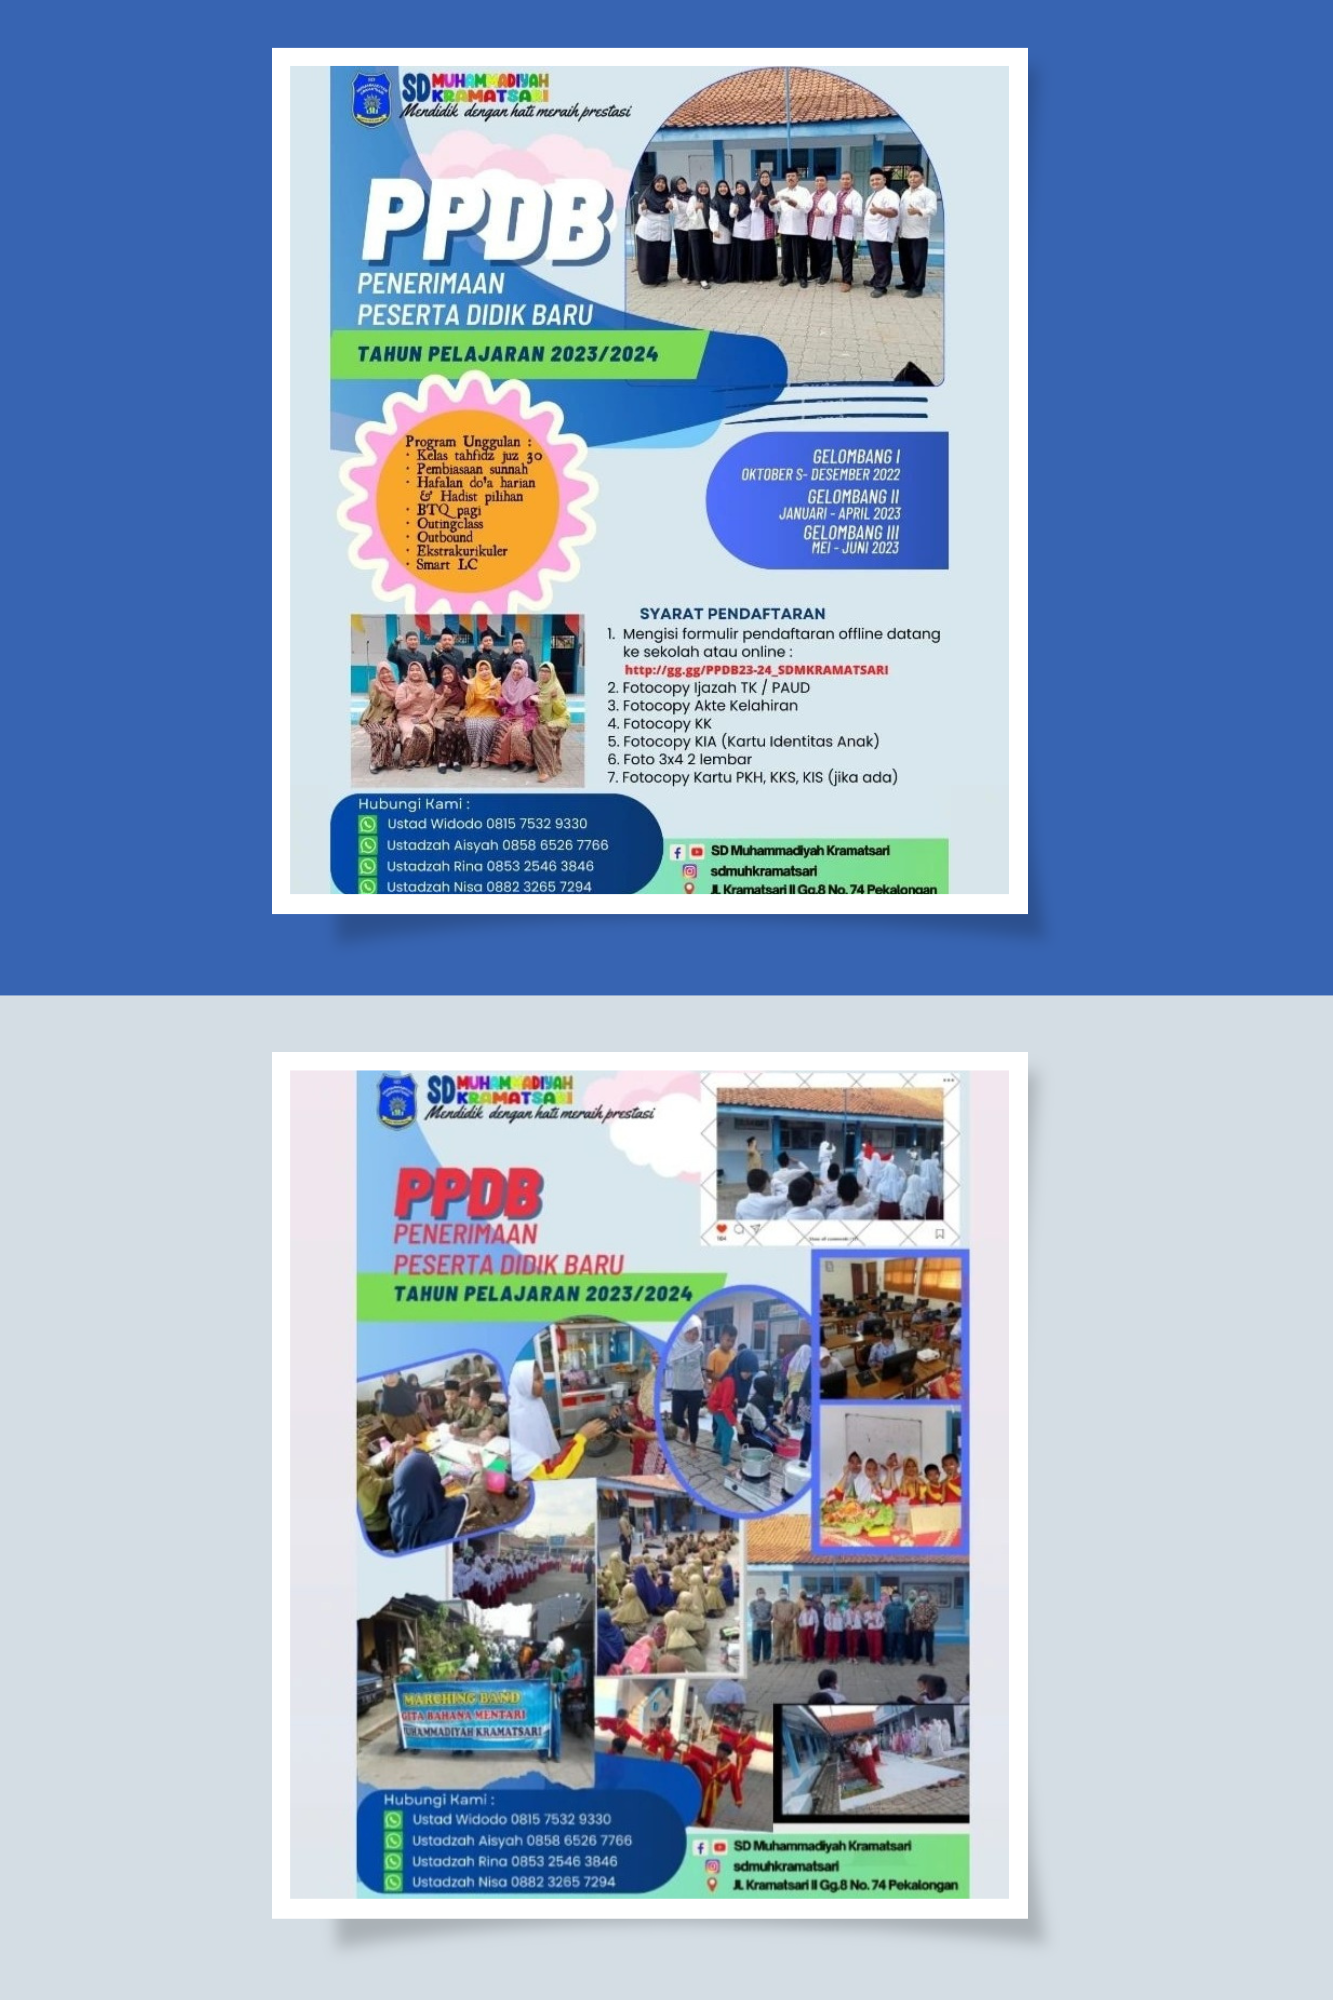 SD MUHAMMADIYAH
KRAMATSARI
Mendidik dengan hati meraih prestasi
PPDB
PENERIMAAN
PESERTA DIDIK BARU
TAHUN PELAJARAN 2023/2024
Program Unggulan :
· Kelas tahfidz juz 30
· Pembiasaan sunnah
· Hafalan do'a harian
& Hadist pilihan
· BTQ pagi
· Outingclass
· Outbound
· Ekstrakurikuler
· Smart LC
GELOMBANG I
OKTOBER S- DESEMBER 2022
GELOMBANG II
JANUARI - APRIL 2023
GELOMBANG III
MEI - JUNI 2023
SYARAT PENDAFTARAN
1. Mengisi formulir pendaftaran offline datang
ke sekolah atau online :
http://gg.gg/PPDB23-24_SDMKRAMATSARI
2. Fotocopy Ijazah TK / PAUD
3. Fotocopy Akte Kelahiran
4. Fotocopy KK
5. Fotocopy KIA (Kartu Identitas Anak)
6. Foto 3x4 2 lembar
7. Fotocopy Kartu PKH, KKS, KIS (jika ada)
Hubungi Kami :
Ustad Widodo 0815 7532 9330
Ustadzah Aisyah 0858 6526 7766
Ustadzah Rina 0853 2546 3846
Ustadzah Nisa 0882 3265 7294
SD Muhammadiyah Kramatsari
sdmuhkramatsari
Jl. Kramatsari II Gg.8 No. 74 Pekalongan
SD MUHAMMADIYAH
KRAMATSARI
Mendidik dengan hati meraih prestasi
PPDB
PENERIMAAN
PESERTA DIDIK BARU
TAHUN PELAJARAN 2023/2024
MARCHING BAND
GITA BAHANA MENTARI
MUHAMMADIYAH KRAMATSARI
Hubungi Kami :
Ustad Widodo 0815 7532 9330
Ustadzah Aisyah 0858 6526 7766
Ustadzah Rina 0853 2546 3846
Ustadzah Nisa 0882 3265 7294
SD Muhammadiyah Kramatsari
sdmuhkramatsari
Jl. Kramatsari II Gg.8 No. 74 Pekalongan